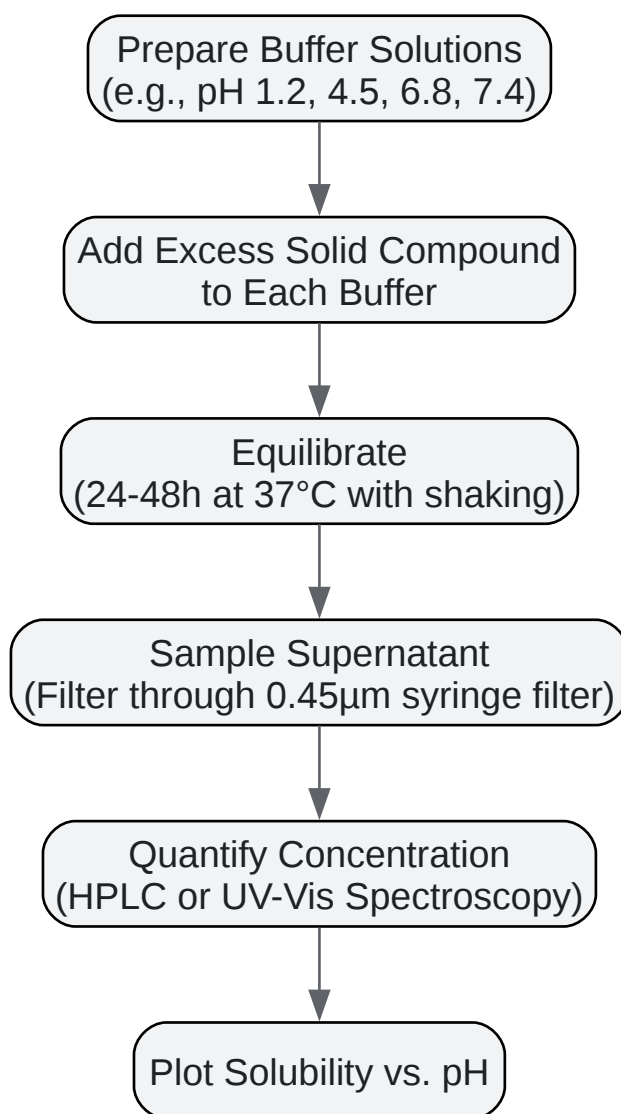 Prepare Buffer Solutions
(e.g., pH 1.2, 4.5, 6.8, 7.4)
Add Excess Solid Compound
to Each Buffer
Equilibrate
(24-48h at 37°C with shaking)
Sample Supernatant
(Filter through 0.45µm syringe filter)
Quantify Concentration
(HPLC or UV-Vis Spectroscopy)
Plot Solubility vs. pH